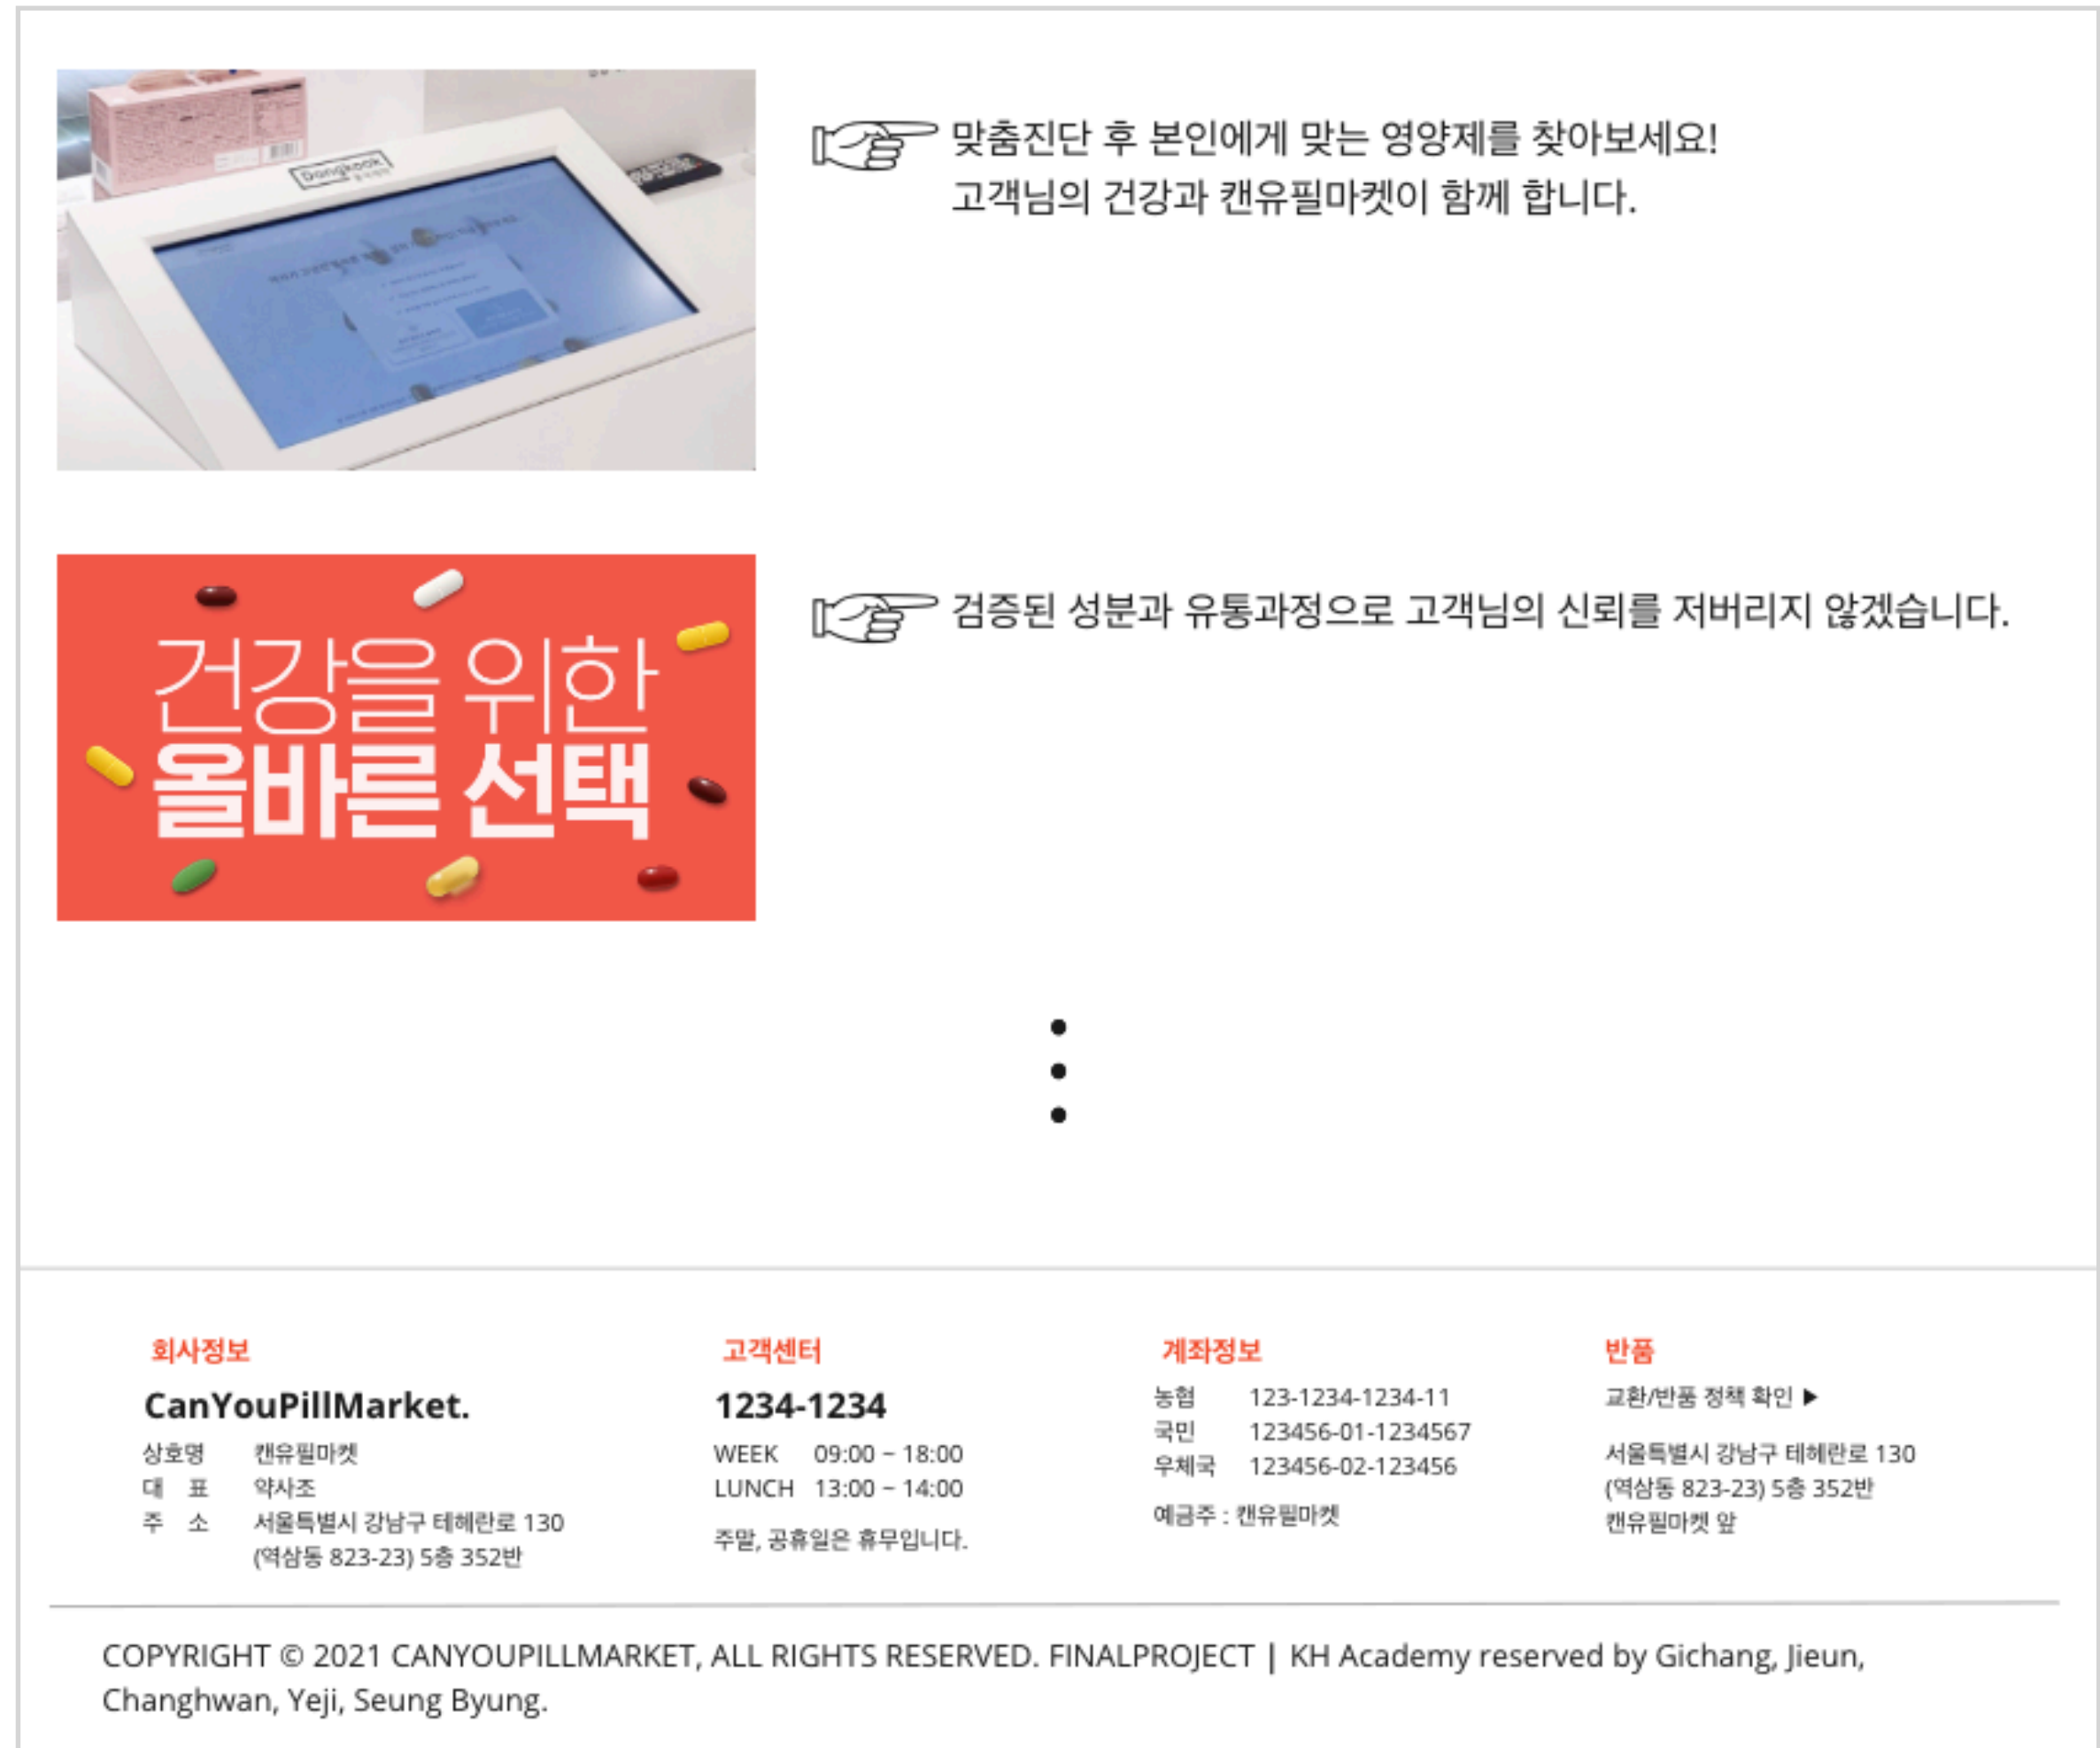 Dongkook
맞춤진단 후 본인에게 맞는 영양제를 찾아보세요!
고객님의 건강과 캔유필마켓이 함께 합니다.
건강을 위한
올바른 선택
검증된 성분과 유통과정으로 고객님의 신뢰를 저버리지 않겠습니다.
회사정보
CanYouPillMarket.
상호명 캔유필마켓
대 표 약사조
주 소 서울특별시 강남구 테헤란로 130
(역삼동 823-23) 5층 352반
고객센터
1234-1234
WEEK 09:00 ~ 18:00
LUNCH 13:00 ~ 14:00
주말, 공휴일은 휴무입니다.
계좌정보
농협 123-1234-1234-11
국민 123456-01-1234567
우체국 123456-02-123456
예금주 : 캔유필마켓
반품
교환/반품 정책 확인 ▶
서울특별시 강남구 테헤란로 130
(역삼동 823-23) 5층 352반
캔유필마켓 앞
COPYRIGHT © 2021 CANYOUPILLMARKET, ALL RIGHTS RESERVED. FINALPROJECT | KH Academy reserved by Gichang, Jieun,
Changhwan, Yeji, Seung Byung.